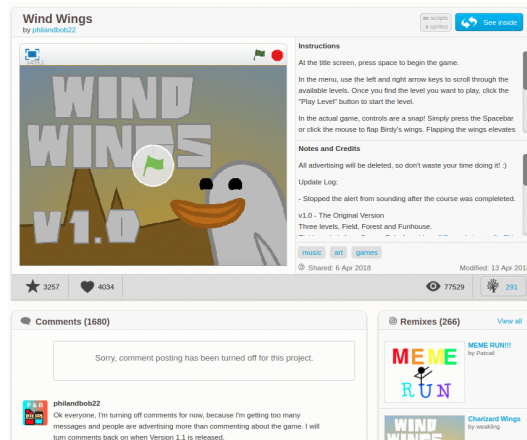 Wind Wings
by philandbob22
scripts
sprites
See inside
Instructions
At the title screen, press space to begin the game.
In the menu, use the left and right arrow keys to scroll through the
available levels. Once you find the level you want to play, click the
"Play Level" button to start the level.
In the actual game, controls are a snap! Simply press the Spacebar
or click the mouse to flap Birdy's wings. Flapping the wings elevates
WIND
WINGS
v1.0
Notes and Credits
All advertising will be deleted, so don't waste your time doing it! :)
Update Log:
- Stopped the alert from sounding after the course was compleleted.
v1.0 - The Original Version
Three levels, Field, Forest and Funhouse.
music art games
Shared: 6 Apr 2018 Modified: 13 Apr 201
3257 4034 77529 291
Comments (1680)
Sorry, comment posting has been turned off for this project.
P & B
philandbob22
Ok everyone, I'm turning off comments for now, because I'm getting too many
messages and people are advertising more than commenting about the game. I will
turn comments back on when Version 1.1 is released.
Remixes (266) View all
MEME
RUN
MEME RUN!!!
by Patcail
WIND
Charizard Wings
by weakling